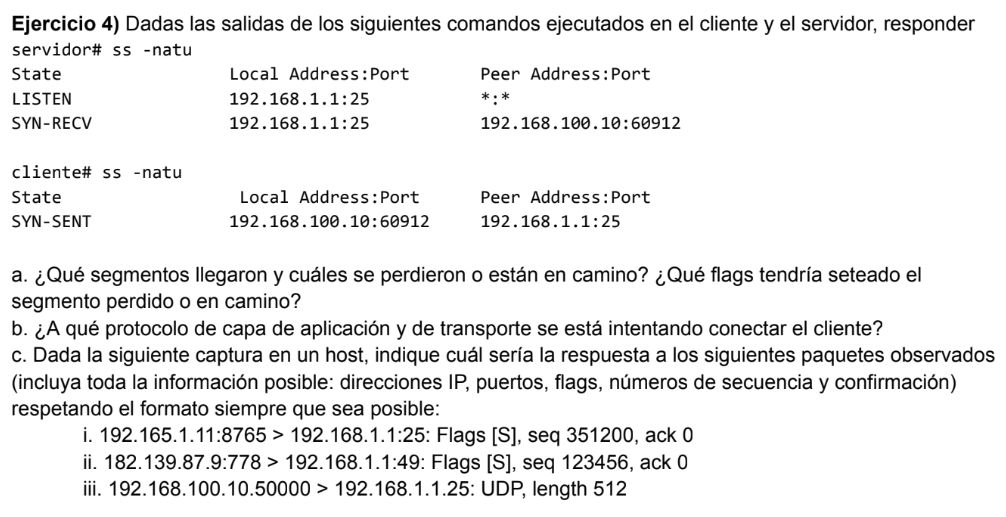 Ejercicio 4) Dadas las salidas de los siguientes comandos ejecutados en el cliente y el servidor, responder
servidor# ss -natu
State Local Address:Port Peer Address:Port
LISTEN 192.168.1.1:25 *:*
SYN-RECV 192.168.1.1:25 192.168.100.10:60912
cliente# ss -natu
State Local Address:Port Peer Address:Port
SYN-SENT 192.168.100.10:60912 192.168.1.1:25
a. ¿Qué segmentos llegaron y cuáles se perdieron o están en camino? ¿Qué flags tendría seteado el
segmento perdido o en camino?
b. ¿A qué protocolo de capa de aplicación y de transporte se está intentando conectar el cliente?
c. Dada la siguiente captura en un host, indique cuál sería la respuesta a los siguientes paquetes observados
(incluya toda la información posible: direcciones IP, puertos, flags, números de secuencia y confirmación)
respetando el formato siempre que sea posible:
i. 192.165.1.11:8765 > 192.168.1.1:25: Flags [S], seq 351200, ack 0
ii. 182.139.87.9:778 > 192.168.1.1:49: Flags [S], seq 123456, ack 0
iii. 192.168.100.10.50000 > 192.168.1.1.25: UDP, length 512